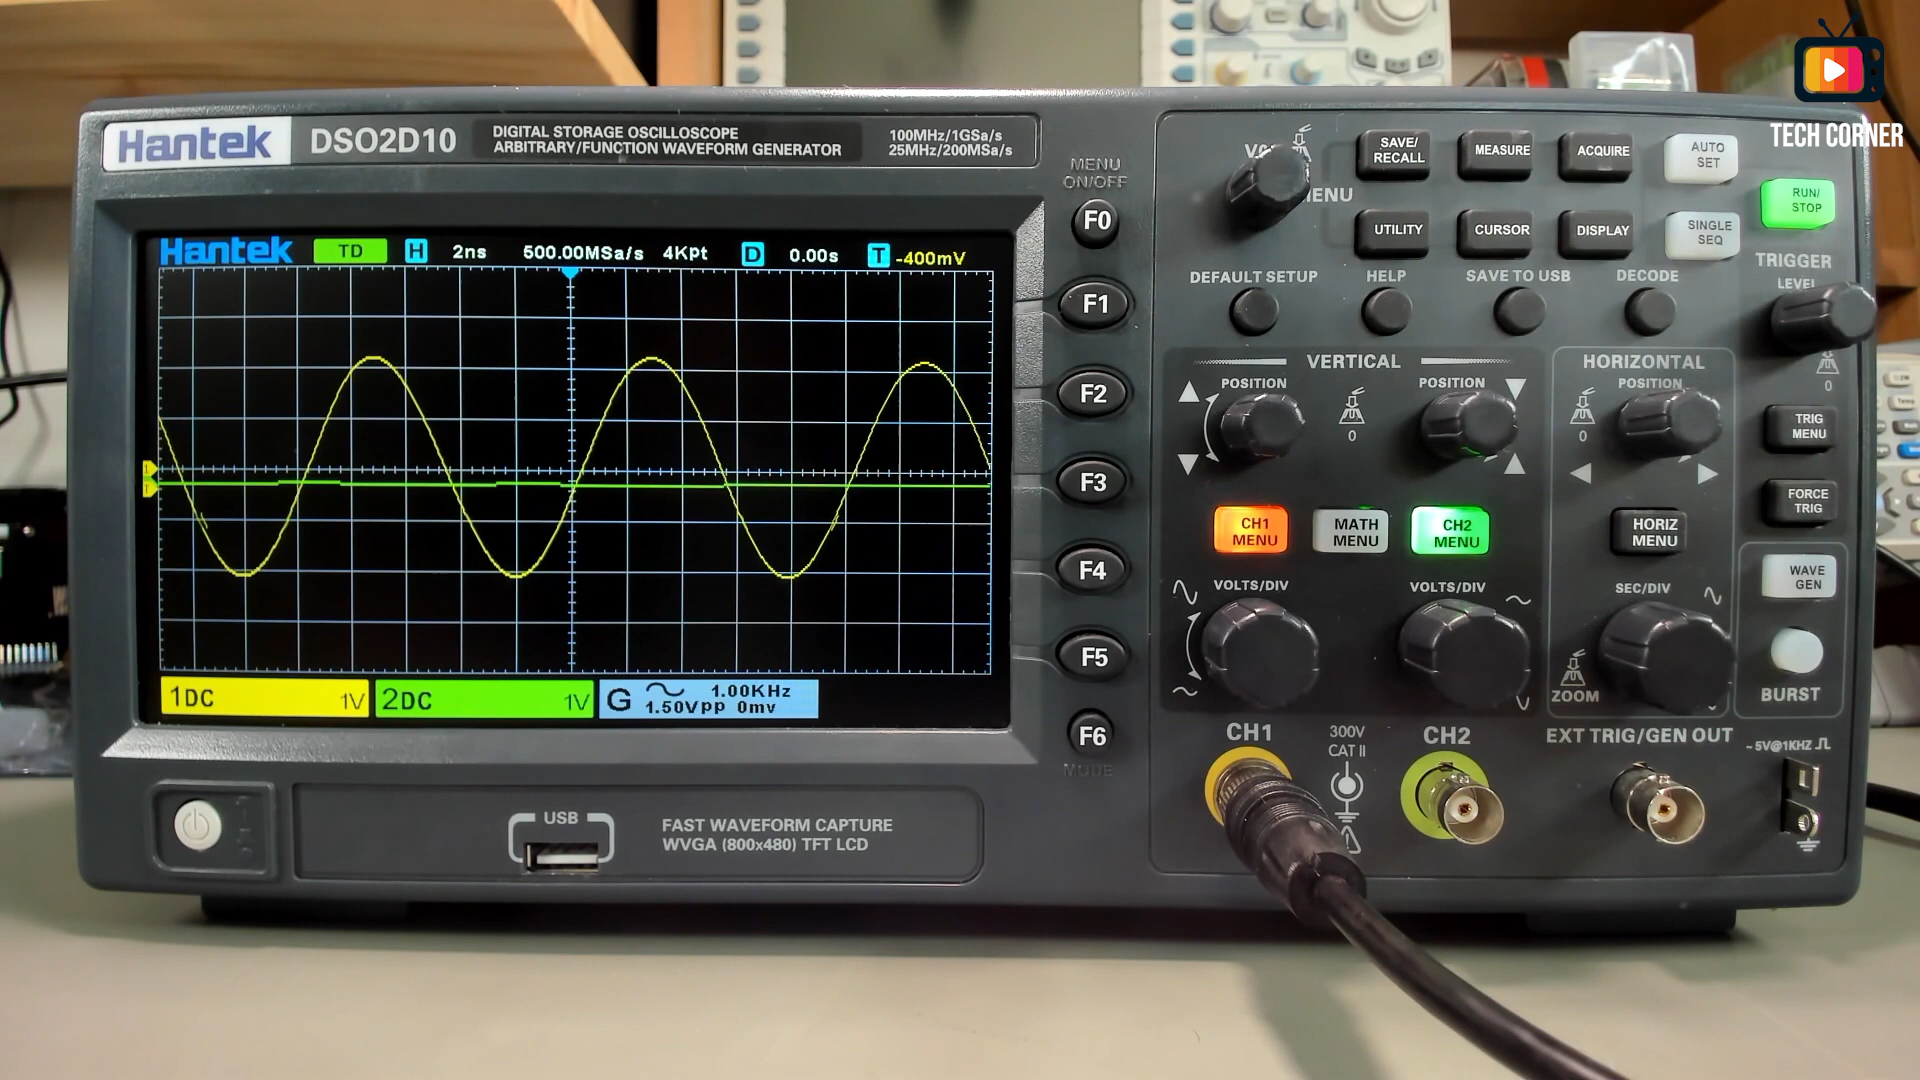 TECH CORNER
Hantek DSO2D10
DIGITAL STORAGE OSCILLOSCOPE
ARBITRARY/FUNCTION WAVEFORM GENERATOR
100MHz/1GSa/s
25MHz/200MSa/s
MENU
ON/OFF
F0
F1
F2
F3
F4
F5
F6
MODE
Hantek TD H 2ns 500.00MSa/s 4Kpt D 0.00s T -400mV
1DC 1V
2DC 1V
G 1.00KHz
1.50Vpp 0mv
USB
FAST WAVEFORM CAPTURE
WVGA (800x480) TFT LCD
SAVE/
RECALL
MEASURE
ACQUIRE
AUTO
SET
RUN/
STOP
UTILITY
CURSOR
DISPLAY
SINGLE
SEQ
DEFAULT SETUP
HELP
SAVE TO USB
DECODE
TRIGGER
LEVEL
0
VERTICAL
POSITION
0
POSITION
HORIZONTAL
POSITION
0
TRIG
MENU
FORCE
TRIG
CH1
MENU
MATH
MENU
CH2
MENU
HORIZ
MENU
WAVE
GEN
VOLTS/DIV
VOLTS/DIV
SEC/DIV
ZOOM
BURST
CH1
300V
CAT II
CH2
EXT TRIG/GEN OUT
~5V@1KHZ